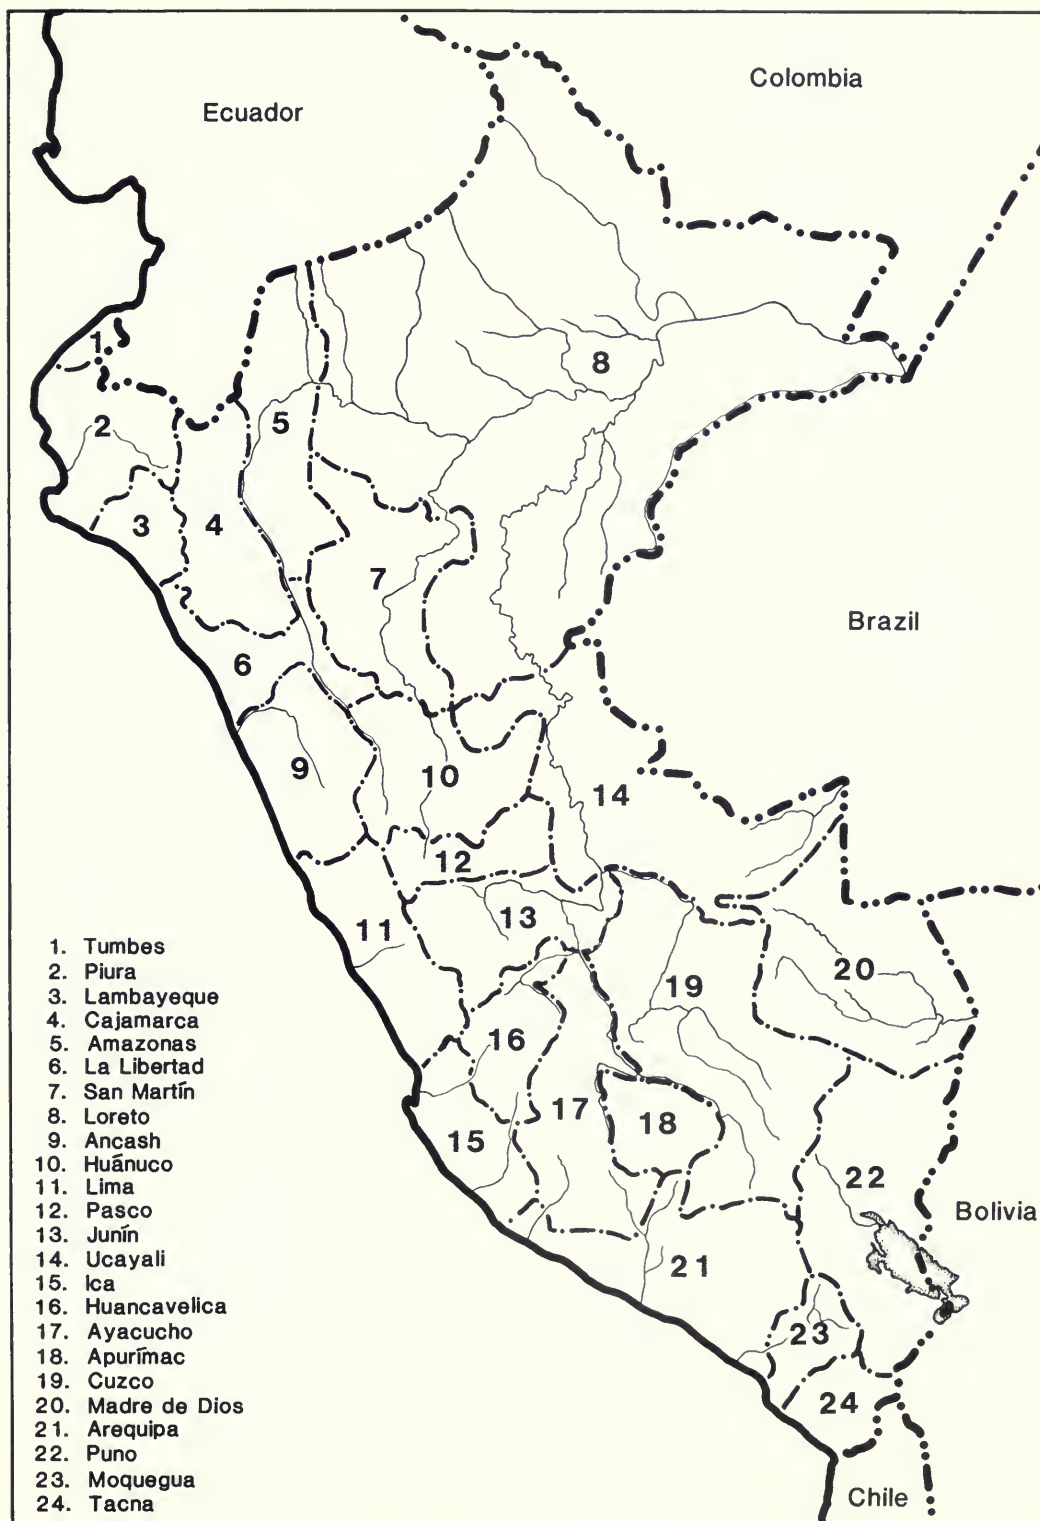 Colombia
Ecuador
1
8
2
5
3
4
7
Brazil
6
9
10
14
12
11
13
20
19
16
17
18
15
22
Bolivia
21
23
24
Chile
1. Tumbes
2. Piura
3. Lambayeque
4. Cajamarca
5. Amazonas
6. La Libertad
7. San Martín
8. Loreto
9. Ancash
10. Huánuco
11. Lima
12. Pasco
13. Junín
14. Ucayali
15. Ica
16. Huancavelica
17. Ayacucho
18. Apurímac
19. Cuzco
20. Madre de Dios
21. Arequipa
22. Puno
23. Moquegua
24. Tacna